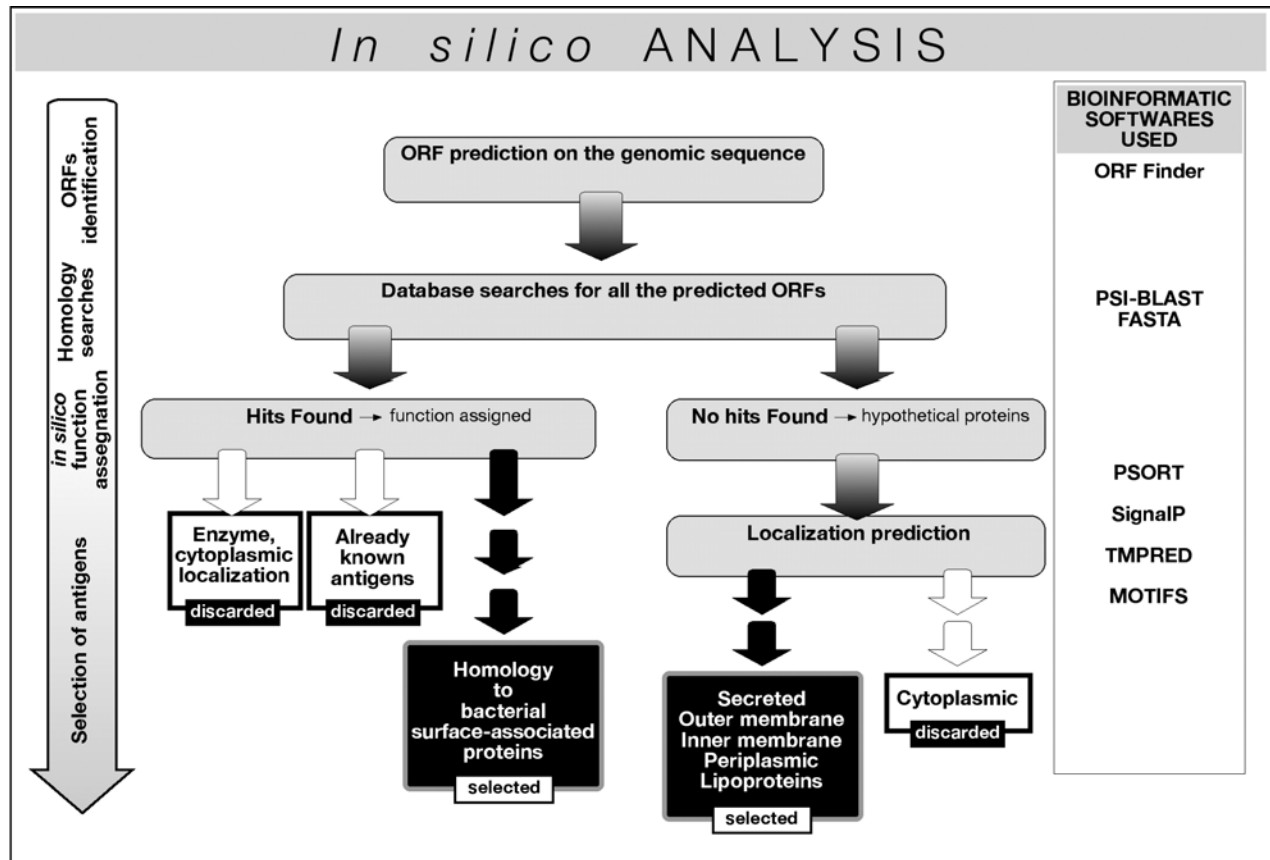 In silico ANALYSIS
ORFs
identification
Homology
searches
in silico
function
assegnation
Selection of antigens
ORF prediction on the genomic sequence
Database searches for all the predicted ORFs
Hits Found → function assigned
No hits Found → hypothetical proteins
Enzyme,
cytoplasmic
localization
discarded
Already
known
antigens
discarded
Homology
to
bacterial
surface-associated
proteins
selected
Localization prediction
Secreted
Outer membrane
Inner membrane
Periplasmic
Lipoproteins
selected
Cytoplasmic
discarded
BIOINFORMATIC
SOFTWARES
USED
ORF Finder
PSI-BLAST
FASTA
PSORT
SignalP
TMPRED
MOTIFS